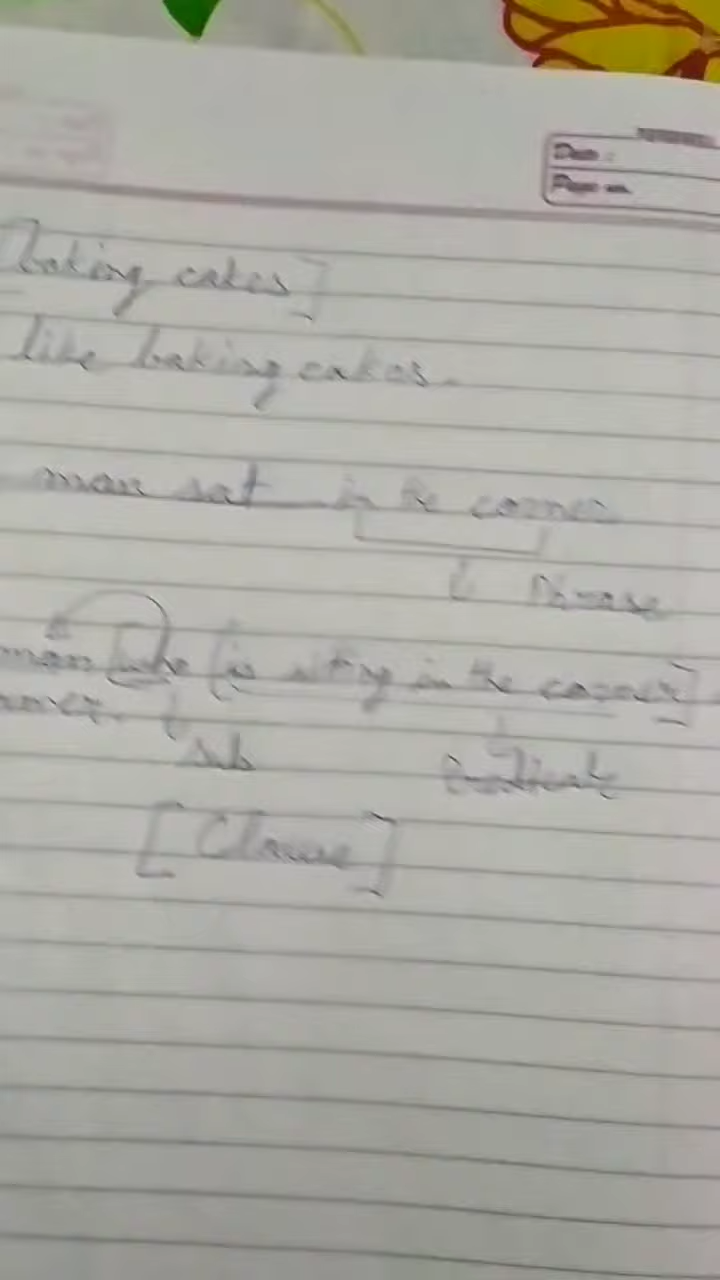 Date :
Page no.
[baking cakes]
like baking cakes.
man sat in the corner
Phrase
man who [is sitting in the corner]
Sub Predicate
[Clause]